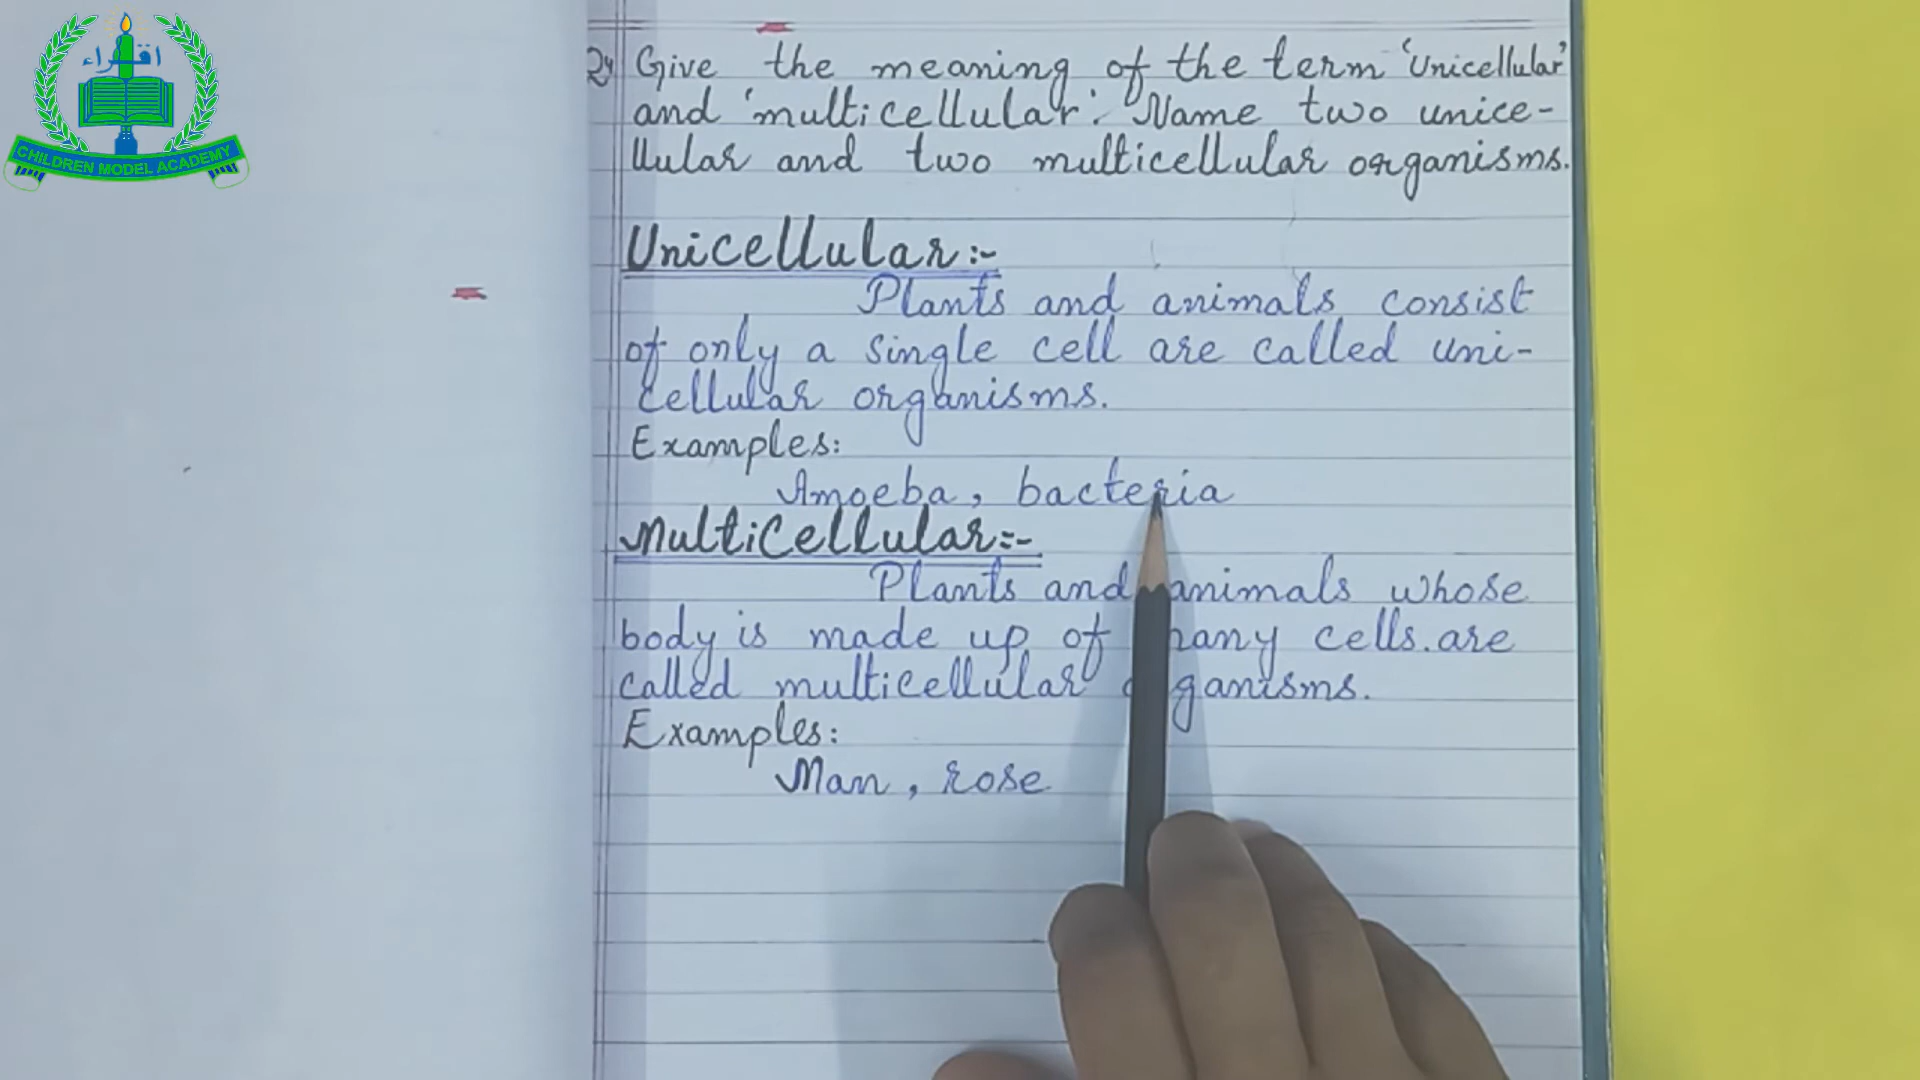 اقراء
CHILDREN MODEL ACADEMY
Give the meaning of the term 'Unicellular'
and 'multicellular'. Name two unice-
llular and two multicellular organisms.
Unicellular:-
Plants and animals consist
of only a single cell are called uni-
cellular organisms.
Examples:
Amoeba, bacteria
Multicellular:-
Plants and animals whose
body is made up of many cells.are
called multicellular organisms.
Examples:
Man, rose